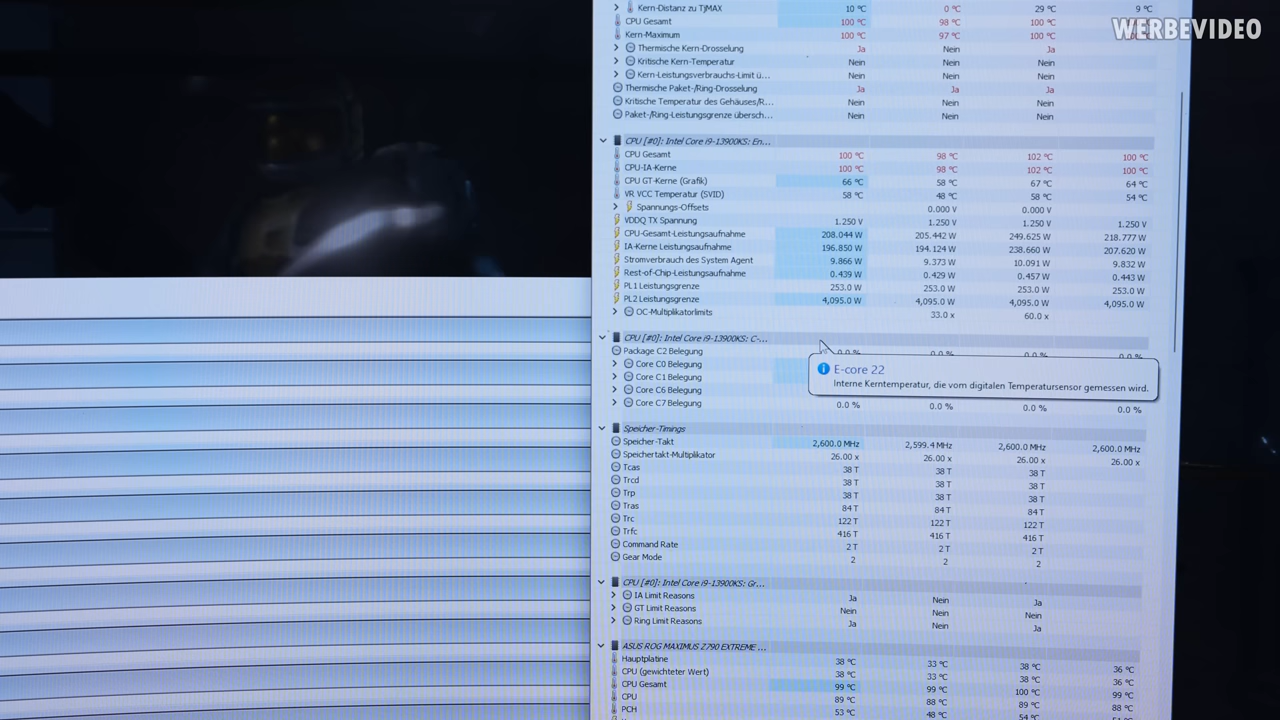 WERBEVIDEO
Kern-Distanz zu TjMAX 10 °C 0 °C 29 °C 9 °C
CPU Gesamt 100 °C 98 °C 100 °C
Kern-Maximum 100 °C 97 °C 100 °C
Thermische Kern-Drosselung Ja Nein Ja
Kritische Kern-Temperatur Nein Nein Nein
Kern-Leistungsverbrauchs-Limit ü... Nein Nein Nein
Thermische Paket-/Ring-Drosselung Ja Ja Ja
Kritische Temperatur des Gehäuses/R... Nein Nein Nein
Paket-/Ring-Leistungsgrenze übersch... Nein Nein Nein
CPU [#0]: Intel Core i9-13900KS: En...
CPU Gesamt 100 °C 98 °C 102 °C 100 °C
CPU-IA-Kerne 100 °C 98 °C 102 °C 100 °C
CPU GT-Kerne (Grafik) 66 °C 58 °C 67 °C 64 °C
VR VCC Temperatur (SVID) 58 °C 48 °C 58 °C 54 °C
Spannungs-Offsets 0.000 V 0.000 V
VDDQ TX Spannung 1.250 V 1.250 V 1.250 V 1.250 V
CPU-Gesamt-Leistungsaufnahme 208.044 W 205.442 W 249.625 W 218.777 W
IA-Kerne Leistungsaufnahme 196.850 W 194.124 W 238.660 W 207.620 W
Stromverbrauch des System Agent 9.866 W 9.373 W 10.091 W 9.832 W
Rest-of-Chip-Leistungsaufnahme 0.439 W 0.429 W 0.457 W 0.443 W
PL1 Leistungsgrenze 253.0 W 253.0 W 253.0 W 253.0 W
PL2 Leistungsgrenze 4,095.0 W 4,095.0 W 4,095.0 W 4,095.0 W
OC-Multiplikatorlimits 33.0 x 60.0 x
CPU [#0]: Intel Core i9-13900KS: C-...
Package C2 Belegung 0.0 % 0.0 % 0.0 % 0.0 %
Core C0 Belegung
Core C1 Belegung
Core C6 Belegung
Core C7 Belegung 0.0 % 0.0 % 0.0 % 0.0 %
E-core 22
Interne Kerntemperatur, die vom digitalen Temperatursensor gemessen wird.
Speicher-Timings
Speicher-Takt 2,600.0 MHz 2,599.4 MHz 2,600.0 MHz 2,600.0 MHz
Speichertakt-Multiplikator 26.00 x 26.00 x 26.00 x 26.00 x
Tcas 38 T 38 T 38 T
Trcd 38 T 38 T 38 T
Trp 38 T 38 T 38 T
Tras 84 T 84 T 84 T
Trc 122 T 122 T 122 T
Trfc 416 T 416 T 416 T
Command Rate 2 T 2 T 2 T
Gear Mode 2 2 2
CPU [#0]: Intel Core i9-13900KS: Gr...
IA Limit Reasons Ja Nein Ja
GT Limit Reasons Nein Nein Nein
Ring Limit Reasons Ja Nein Ja
ASUS ROG MAXIMUS Z790 EXTREME ...
Hauptplatine 38 °C 33 °C 38 °C 36 °C
CPU (gewichteter Wert) 38 °C 33 °C 38 °C 36 °C
CPU Gesamt 99 °C 99 °C 100 °C 99 °C
CPU 89 °C 88 °C 89 °C 88 °C
PCH 53 °C 48 °C 54 °C